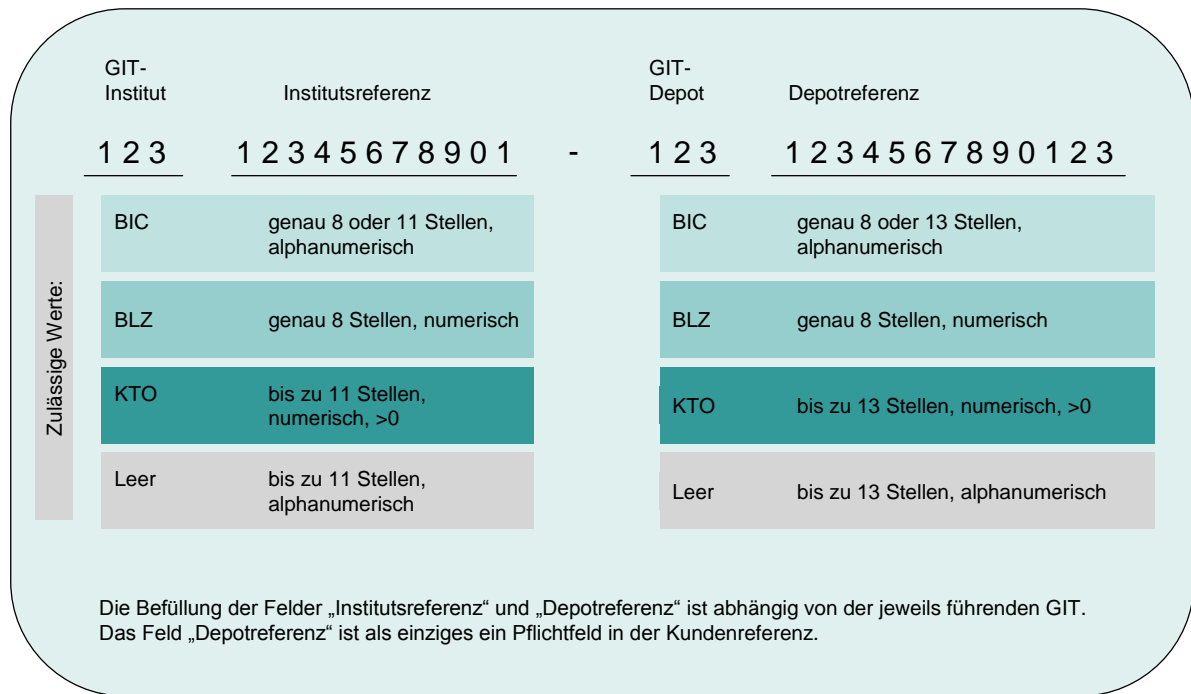 GIT-
Institut
Institutsreferenz
GIT-
Depot
Depotreferenz
1 2 3
1 2 3 4 5 6 7 8 9 0 1
-
1 2 3
1 2 3 4 5 6 7 8 9 0 1 2 3
Zulässige Werte:
BIC
genau 8 oder 11 Stellen,
alphanumerisch
BIC
genau 8 oder 13 Stellen,
alphanumerisch
BLZ
genau 8 Stellen, numerisch
BLZ
genau 8 Stellen, numerisch
KTO
bis zu 11 Stellen,
numerisch, >0
KTO
bis zu 13 Stellen, numerisch, >0
Leer
bis zu 11 Stellen,
alphanumerisch
Leer
bis zu 13 Stellen, alphanumerisch
Die Befüllung der Felder „Institutsreferenz“ und „Depotreferenz“ ist abhängig von der jeweils führenden GIT.
Das Feld „Depotreferenz“ ist als einziges ein Pflichtfeld in der Kundenreferenz.